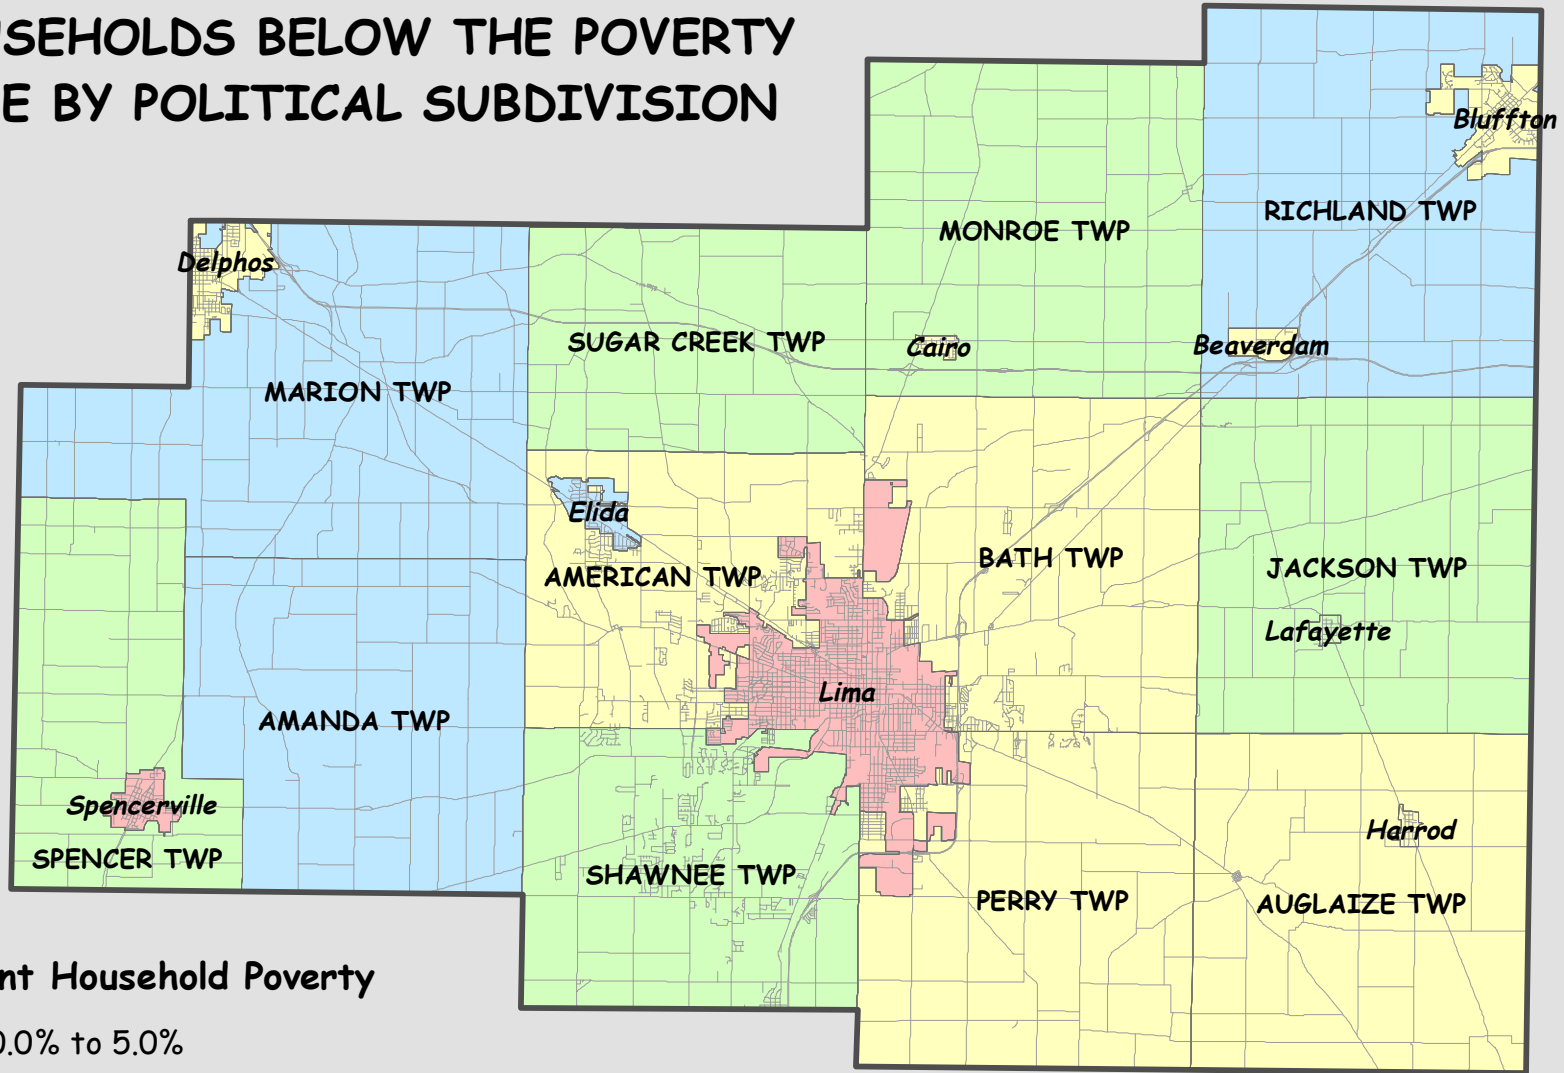 SEHOLDS BELOW THE POVERTY
E BY POLITICAL SUBDIVISION
Bluffton
RICHLAND TWP
MONROE TWP
Delphos
SUGAR CREEK TWP
Cairo
Beaverdam
MARION TWP
Elida
BATH TWP
AMERICAN TWP
JACKSON TWP
Lafayette
Lima
AMANDA TWP
Spencerville
Harrod
SPENCER TWP
SHAWNEE TWP
PERRY TWP
AUGLAIZE TWP
nt Household Poverty
0.0% to 5.0%